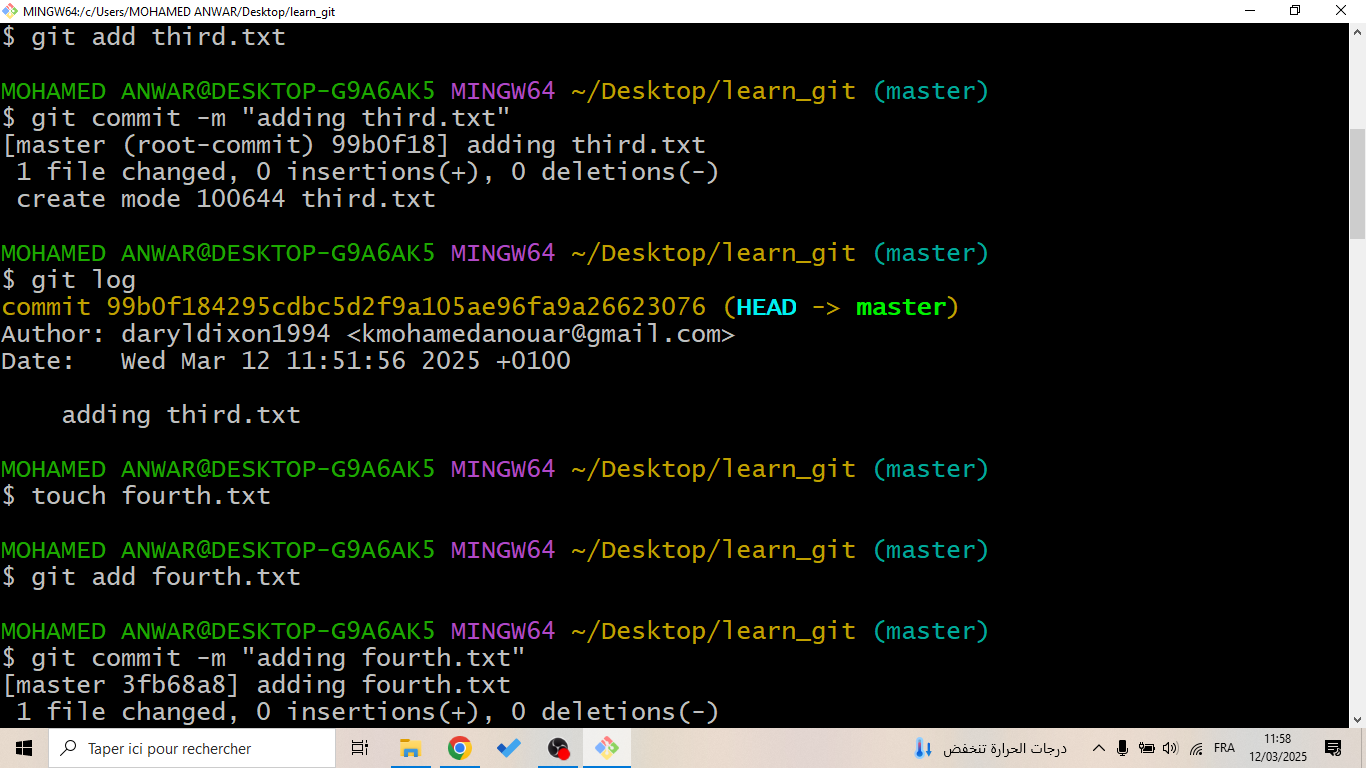 MINGW64:/c/Users/MOHAMED ANWAR/Desktop/learn_git
$ git add third.txt
MOHAMED ANWAR@DESKTOP-G9A6AK5 MINGW64 ~/Desktop/learn_git (master)
$ git commit -m "adding third.txt"
[master (root-commit) 99b0f18] adding third.txt
 1 file changed, 0 insertions(+), 0 deletions(-)
 create mode 100644 third.txt
MOHAMED ANWAR@DESKTOP-G9A6AK5 MINGW64 ~/Desktop/learn_git (master)
$ git log
commit 99b0f184295cdbc5d2f9a105ae96fa9a26623076 (HEAD -> master)
Author: daryldixon1994 <kmohamedanouar@gmail.com>
Date:   Wed Mar 12 11:51:56 2025 +0100
    adding third.txt
MOHAMED ANWAR@DESKTOP-G9A6AK5 MINGW64 ~/Desktop/learn_git (master)
$ touch fourth.txt
MOHAMED ANWAR@DESKTOP-G9A6AK5 MINGW64 ~/Desktop/learn_git (master)
$ git add fourth.txt
MOHAMED ANWAR@DESKTOP-G9A6AK5 MINGW64 ~/Desktop/learn_git (master)
$ git commit -m "adding fourth.txt"
[master 3fb68a8] adding fourth.txt
 1 file changed, 0 insertions(+), 0 deletions(-)
Taper ici pour rechercher
درجات الحرارة تنخفض
FRA
11:58
12/03/2025